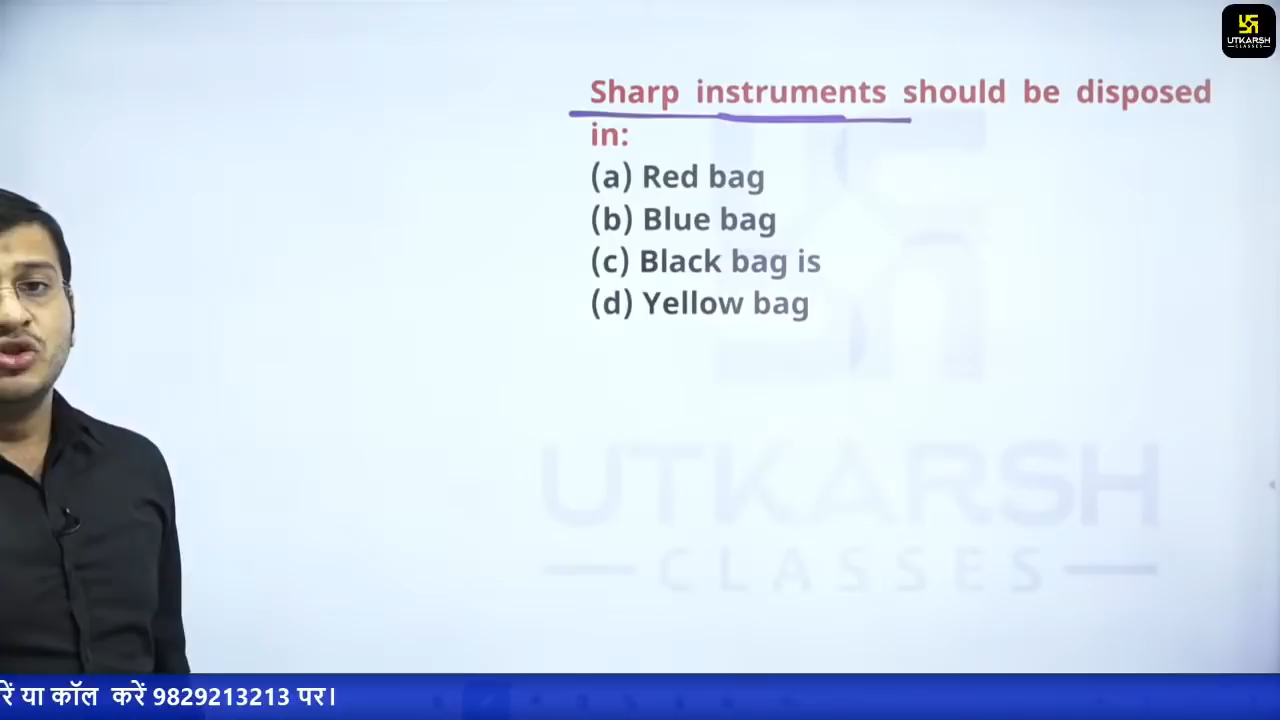 UTKARSH
CLASSES
Sharp instruments should be disposed
in:
(a) Red bag
(b) Blue bag
(c) Black bag is
(d) Yellow bag
UTKARSH
CLASSES
रें या कॉल करें 9829213213 पर।